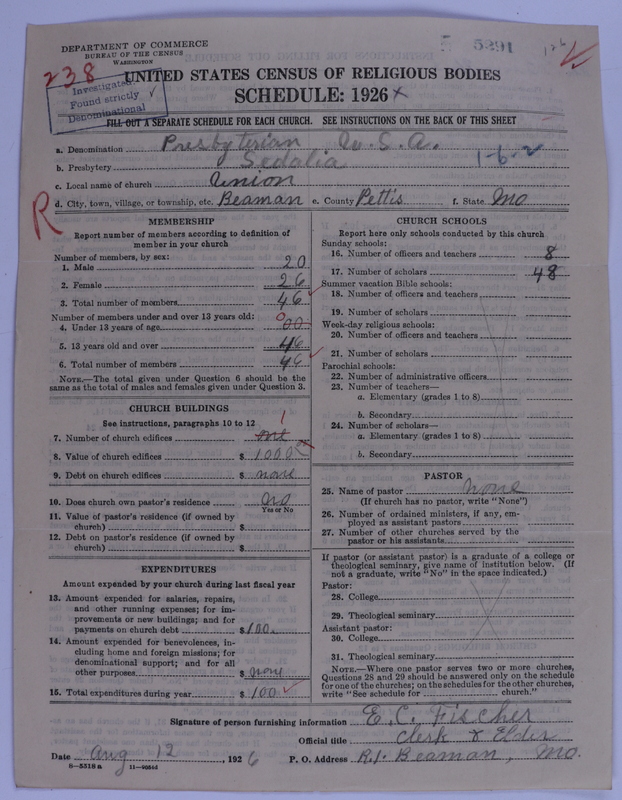 DEPARTMENT OF COMMERCE
BUREAU OF THE CENSUS
WASHINGTON
5291
238
UNITED STATES CENSUS OF RELIGIOUS BODIES
SCHEDULE: 1926
Investigated
Found strictly
Denominational
FILL OUT A SEPARATE SCHEDULE FOR EACH CHURCH. SEE INSTRUCTIONS ON THE BACK OF THIS SHEET
a. Denomination Presbyterian U.S.A.
b. Presbytery Sedalia 1-6-2
c. Local name of church Union
d. City, town, village, or township, etc. Beaman e. County Pettis f. State Mo
R
MEMBERSHIP
Report number of members according to definition of
member in your church
Number of members, by sex:
1. Male 20
2. Female 26
3. Total number of members 46
Number of members under and over 13 years old:
4. Under 13 years of age 00
5. 13 years old and over 46
6. Total number of members 46
NOTE.—The total given under Question 6 should be the
same as the total of males and females given under Question 3.
CHURCH BUILDINGS
See instructions, paragraphs 10 to 12
7. Number of church edifices one 1
8. Value of church edifices $ 1000
9. Debt on church edifices $ none
10. Does church own pastor's residence no
Yes or No
11. Value of pastor's residence (if owned by
church) $
12. Debt on pastor's residence (if owned by
church) $
EXPENDITURES
Amount expended by your church during last fiscal year
13. Amount expended for salaries, repairs,
and other running expenses; for im-
provements or new buildings; and for
payments on church debt $ 100.
14. Amount expended for benevolences, in-
cluding home and foreign missions; for
denominational support; and for all
other purposes $ none
15. Total expenditures during year $ 100
CHURCH SCHOOLS
Report here only schools conducted by this church
Sunday schools:
16. Number of officers and teachers 8
17. Number of scholars 48
Summer vacation Bible schools:
18. Number of officers and teachers
19. Number of scholars
Week-day religious schools:
20. Number of officers and teachers
21. Number of scholars
Parochial schools:
22. Number of administrative officers
23. Number of teachers—
a. Elementary (grades 1 to 8)
b. Secondary
24. Number of scholars—
a. Elementary (grades 1 to 8)
b. Secondary
PASTOR
25. Name of pastor none
(If church has no pastor, write "None")
26. Number of ordained ministers, if any, em-
ployed as assistant pastors
27. Number of other churches served by the
pastor or his assistants
If pastor (or assistant pastor) is a graduate of a college or
theological seminary, give name of institution below. (If
not a graduate, write "No" in the space indicated.)
Pastor:
28. College
29. Theological seminary
Assistant pastor:
30. College
31. Theological seminary
NOTE.—Where one pastor serves two or more churches,
Questions 28 and 29 should be answered only on the schedule
for one of the churches; on the schedules for the other churches,
write "See schedule for church."
Signature of person furnishing information E. C. Fischer
Official title Clerk & Elder
Date Aug 12, 1926 P. O. Address R.1. Beaman, Mo.
8—5318 a